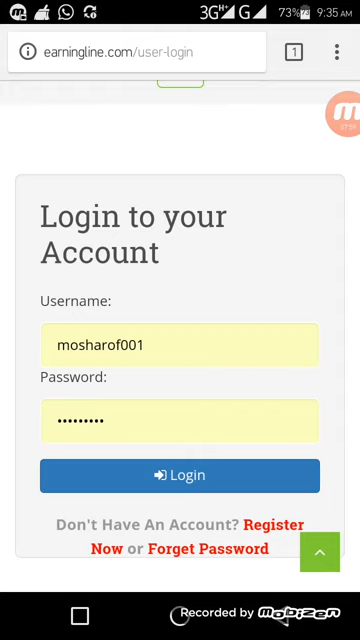 3G H+ G 73% 9:35 AM
earningline.com/user-login
1
Login to your
Account
Username:
mosharof001
Password:
•••••••••
Login
Don't Have An Account? Register
Now or Forget Password
Recorded by mobizen